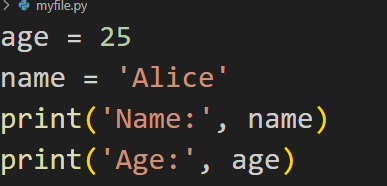 myfile.py
age = 25
name = 'Alice'
print('Name:', name)
print('Age:', age)